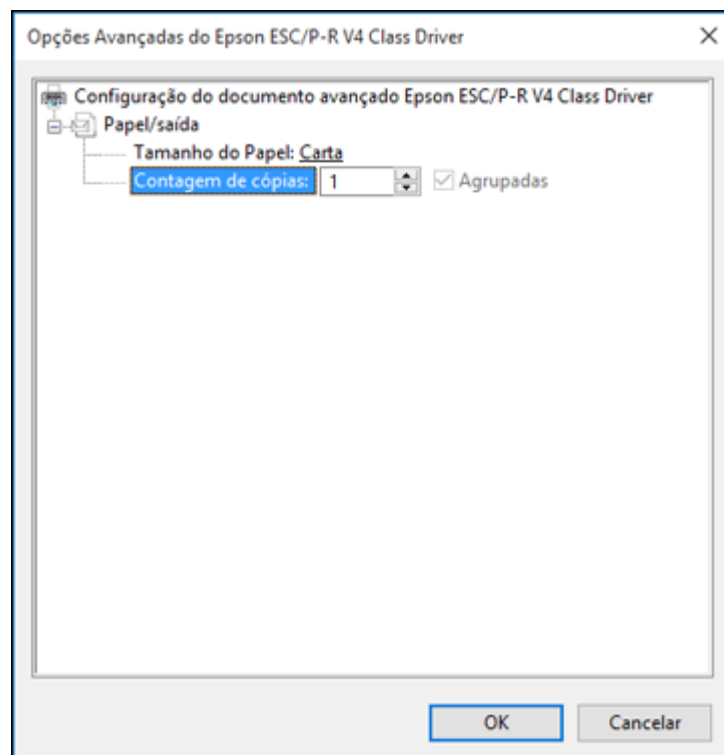 Opções Avançadas do Epson ESC/P-R V4 Class Driver
Configuração do documento avançado Epson ESC/P-R V4 Class Driver
Papel/saída
Tamanho do Papel: Carta
Contagem de cópias: 1 Agrupadas
OK Cancelar